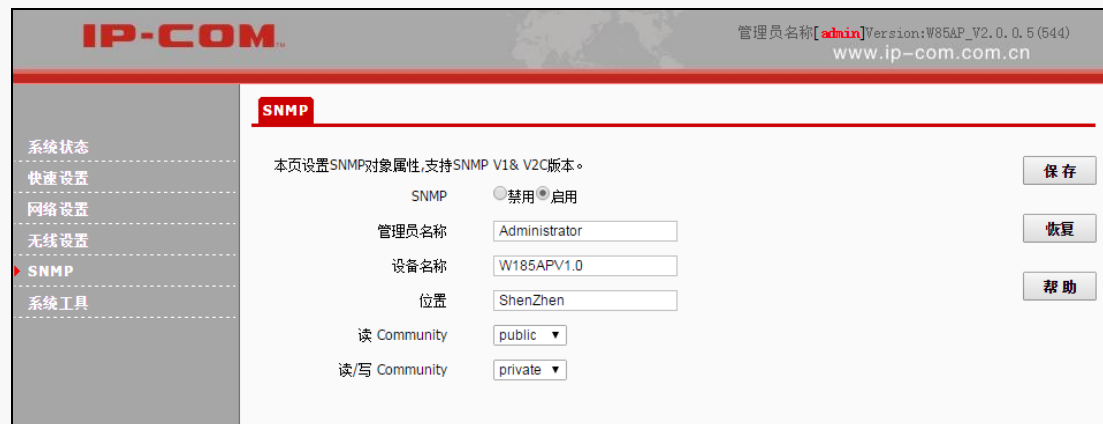 IP-COM
管理员名称[admin]Version:W85AP_V2.0.0.5(544)
www.ip-com.com.cn
SNMP
系统状态
快速设置
网络设置
无线设置
SNMP
系统工具
本页设置SNMP对象属性,支持SNMP V1& V2C版本。
SNMP 禁用 启用
管理员名称 Administrator
设备名称 W185APV1.0
位置 ShenZhen
读 Community public
读/写 Community private
保存
恢复
帮助